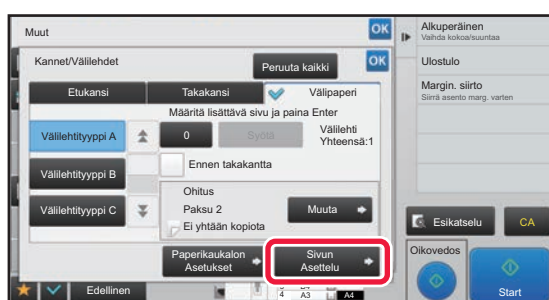 Muut
OK
Kannet/Välilehdet
Peruuta kaikki
OK
Etukansi
Takakansi
Välipaperi
Määritä lisättävä sivu ja paina Enter
Välilehtityyppi A
0
Syötä
Välilehti
Yhteensä:1
Välilehtityyppi B
Ennen takakantta
Välilehtityyppi C
Ohitus
Paksu 2
Ei yhtään kopiota
Muuta
Paperikaukalon
Asetukset
Sivun
Asettelu
Edellinen
4
A3
A4
Alkuperäinen
Vaihda kokoa/suuntaa
Ulostulo
Margin. siirto
Siirrä asento marg. varten
Esikatselu
CA
Oikovedos
Start